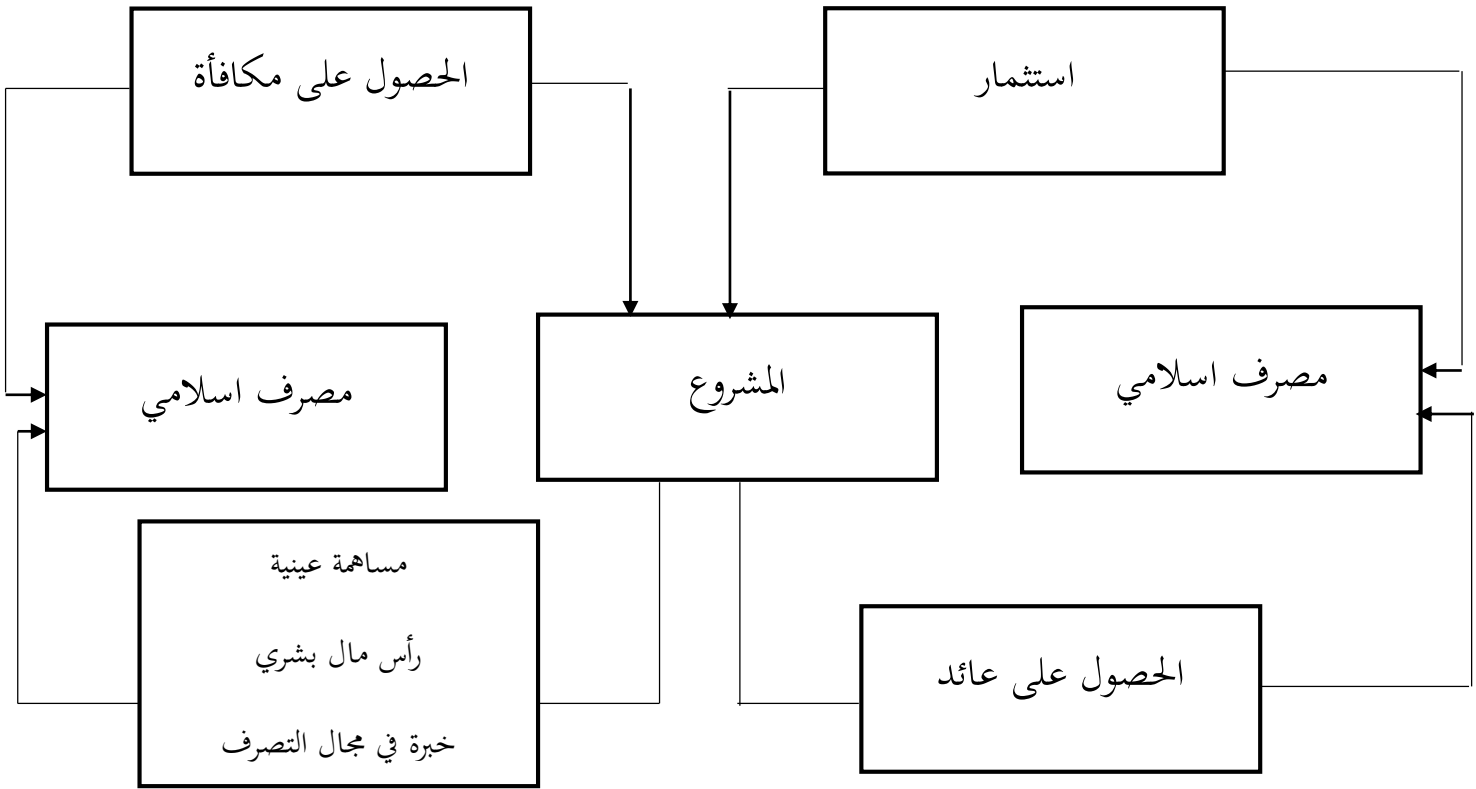 استثمار
الحصول على مكافأة
مصرف اسلامي
المشروع
مصرف اسلامي
مساهمة عينية
رأس مال بشري
خبرة في مجال التصرف
الحصول على عائد